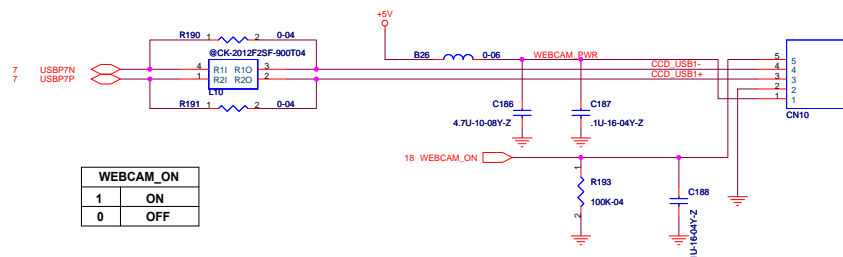 +5V
R190 1 2 0-04
@CK-2012F2SF-900T04
B26 0-06 WEBCAM_PWR
7 USBP7N 4 R1I R1O 3 CCD_USB1- 5 5
7 USBP7P 1 R2I R2O 2 CCD_USB1+ 4 4
L10 3 3
2 2
1 1
R191 1 2 0-04
CN10
C186 C187
4.7U-10-08Y-Z .1U-16-04Y-Z
18 WEBCAM_ON
1
R193
100K-04
2
C188
1U-16-04Y-Z
WEBCAM_ON
1 ON
0 OFF